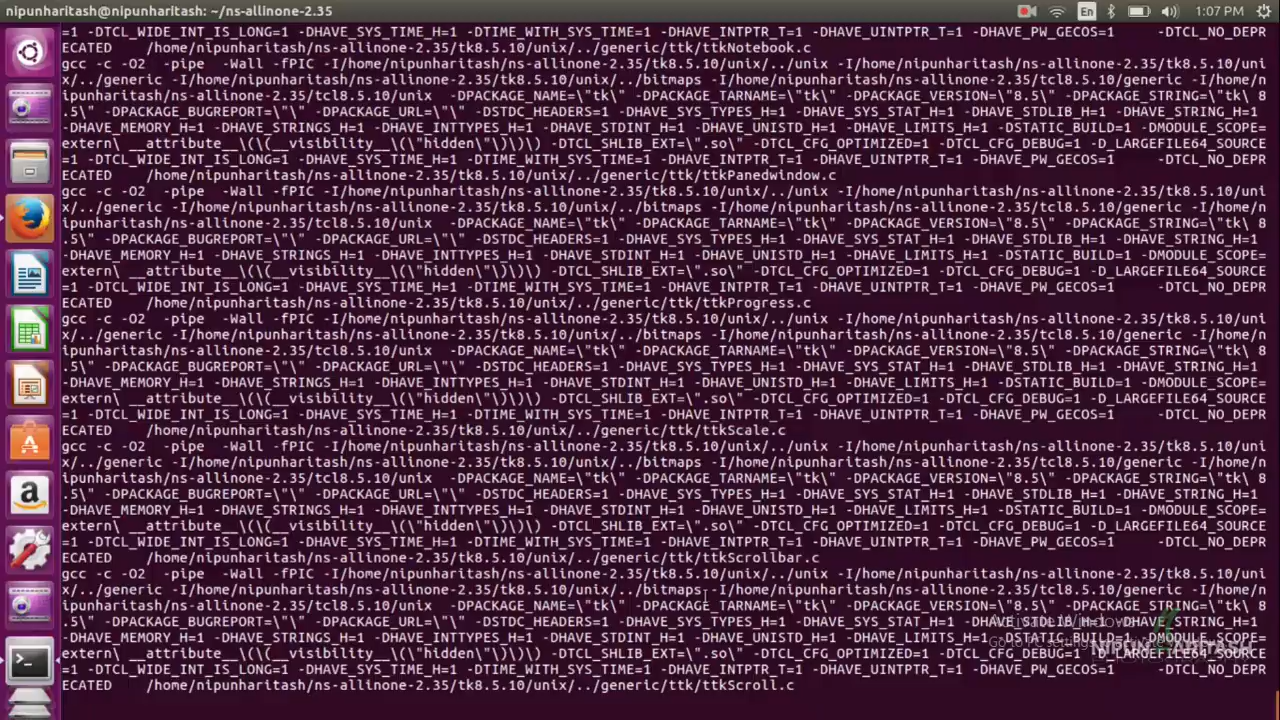 nipunharitash@nipunharitash: ~/ns-allinone-2.35
En
1:07 PM
=1 -DTCL_WIDE_INT_IS_LONG=1 -DHAVE_SYS_TIME_H=1 -DTIME_WITH_SYS_TIME=1 -DHAVE_INTPTR_T=1 -DHAVE_UINTPTR_T=1 -DHAVE_PW_GECOS=1 -DTCL_NO_DEPR
ECATED /home/nipunharitash/ns-allinone-2.35/tk8.5.10/unix/../generic/ttk/ttkNotebook.c
gcc -c -O2 -pipe -Wall -fPIC -I/home/nipunharitash/ns-allinone-2.35/tk8.5.10/unix/../unix -I/home/nipunharitash/ns-allinone-2.35/tk8.5.10/uni
x/../generic -I/home/nipunharitash/ns-allinone-2.35/tk8.5.10/unix/../bitmaps -I/home/nipunharitash/ns-allinone-2.35/tcl8.5.10/generic -I/home/n
ipunharitash/ns-allinone-2.35/tcl8.5.10/unix -DPACKAGE_NAME=\"tk\" -DPACKAGE_TARNAME=\"tk\" -DPACKAGE_VERSION=\"8.5\" -DPACKAGE_STRING=\"tk\ 8
.5\" -DPACKAGE_BUGREPORT=\"\" -DPACKAGE_URL=\"\" -DSTDC_HEADERS=1 -DHAVE_SYS_TYPES_H=1 -DHAVE_SYS_STAT_H=1 -DHAVE_STDLIB_H=1 -DHAVE_STRING_H=1
-DHAVE_MEMORY_H=1 -DHAVE_STRINGS_H=1 -DHAVE_INTTYPES_H=1 -DHAVE_STDINT_H=1 -DHAVE_UNISTD_H=1 -DHAVE_LIMITS_H=1 -DSTATIC_BUILD=1 -DMODULE_SCOPE=
extern\ __attribute__\(\(__visibility__\(\"hidden\"\)\)\) -DTCL_SHLIB_EXT=\".so\" -DTCL_CFG_OPTIMIZED=1 -DTCL_CFG_DEBUG=1 -D_LARGEFILE64_SOURCE
=1 -DTCL_WIDE_INT_IS_LONG=1 -DHAVE_SYS_TIME_H=1 -DTIME_WITH_SYS_TIME=1 -DHAVE_INTPTR_T=1 -DHAVE_UINTPTR_T=1 -DHAVE_PW_GECOS=1 -DTCL_NO_DEPR
ECATED /home/nipunharitash/ns-allinone-2.35/tk8.5.10/unix/../generic/ttk/ttkPanedwindow.c
gcc -c -O2 -pipe -Wall -fPIC -I/home/nipunharitash/ns-allinone-2.35/tk8.5.10/unix/../unix -I/home/nipunharitash/ns-allinone-2.35/tk8.5.10/uni
x/../generic -I/home/nipunharitash/ns-allinone-2.35/tk8.5.10/unix/../bitmaps -I/home/nipunharitash/ns-allinone-2.35/tcl8.5.10/generic -I/home/n
ipunharitash/ns-allinone-2.35/tcl8.5.10/unix -DPACKAGE_NAME=\"tk\" -DPACKAGE_TARNAME=\"tk\" -DPACKAGE_VERSION=\"8.5\" -DPACKAGE_STRING=\"tk\ 8
.5\" -DPACKAGE_BUGREPORT=\"\" -DPACKAGE_URL=\"\" -DSTDC_HEADERS=1 -DHAVE_SYS_TYPES_H=1 -DHAVE_SYS_STAT_H=1 -DHAVE_STDLIB_H=1 -DHAVE_STRING_H=1
-DHAVE_MEMORY_H=1 -DHAVE_STRINGS_H=1 -DHAVE_INTTYPES_H=1 -DHAVE_STDINT_H=1 -DHAVE_UNISTD_H=1 -DHAVE_LIMITS_H=1 -DSTATIC_BUILD=1 -DMODULE_SCOPE=
extern\ __attribute__\(\(__visibility__\(\"hidden\"\)\)\) -DTCL_SHLIB_EXT=\".so\" -DTCL_CFG_OPTIMIZED=1 -DTCL_CFG_DEBUG=1 -D_LARGEFILE64_SOURCE
=1 -DTCL_WIDE_INT_IS_LONG=1 -DHAVE_SYS_TIME_H=1 -DTIME_WITH_SYS_TIME=1 -DHAVE_INTPTR_T=1 -DHAVE_UINTPTR_T=1 -DHAVE_PW_GECOS=1 -DTCL_NO_DEPR
ECATED /home/nipunharitash/ns-allinone-2.35/tk8.5.10/unix/../generic/ttk/ttkProgress.c
gcc -c -O2 -pipe -Wall -fPIC -I/home/nipunharitash/ns-allinone-2.35/tk8.5.10/unix/../unix -I/home/nipunharitash/ns-allinone-2.35/tk8.5.10/uni
x/../generic -I/home/nipunharitash/ns-allinone-2.35/tk8.5.10/unix/../bitmaps -I/home/nipunharitash/ns-allinone-2.35/tcl8.5.10/generic -I/home/n
ipunharitash/ns-allinone-2.35/tcl8.5.10/unix -DPACKAGE_NAME=\"tk\" -DPACKAGE_TARNAME=\"tk\" -DPACKAGE_VERSION=\"8.5\" -DPACKAGE_STRING=\"tk\ 8
.5\" -DPACKAGE_BUGREPORT=\"\" -DPACKAGE_URL=\"\" -DSTDC_HEADERS=1 -DHAVE_SYS_TYPES_H=1 -DHAVE_SYS_STAT_H=1 -DHAVE_STDLIB_H=1 -DHAVE_STRING_H=1
-DHAVE_MEMORY_H=1 -DHAVE_STRINGS_H=1 -DHAVE_INTTYPES_H=1 -DHAVE_STDINT_H=1 -DHAVE_UNISTD_H=1 -DHAVE_LIMITS_H=1 -DSTATIC_BUILD=1 -DMODULE_SCOPE=
extern\ __attribute__\(\(__visibility__\(\"hidden\"\)\)\) -DTCL_SHLIB_EXT=\".so\" -DTCL_CFG_OPTIMIZED=1 -DTCL_CFG_DEBUG=1 -D_LARGEFILE64_SOURCE
=1 -DTCL_WIDE_INT_IS_LONG=1 -DHAVE_SYS_TIME_H=1 -DTIME_WITH_SYS_TIME=1 -DHAVE_INTPTR_T=1 -DHAVE_UINTPTR_T=1 -DHAVE_PW_GECOS=1 -DTCL_NO_DEPR
ECATED /home/nipunharitash/ns-allinone-2.35/tk8.5.10/unix/../generic/ttk/ttkScale.c
gcc -c -O2 -pipe -Wall -fPIC -I/home/nipunharitash/ns-allinone-2.35/tk8.5.10/unix/../unix -I/home/nipunharitash/ns-allinone-2.35/tk8.5.10/uni
x/../generic -I/home/nipunharitash/ns-allinone-2.35/tk8.5.10/unix/../bitmaps -I/home/nipunharitash/ns-allinone-2.35/tcl8.5.10/generic -I/home/n
ipunharitash/ns-allinone-2.35/tcl8.5.10/unix -DPACKAGE_NAME=\"tk\" -DPACKAGE_TARNAME=\"tk\" -DPACKAGE_VERSION=\"8.5\" -DPACKAGE_STRING=\"tk\ 8
.5\" -DPACKAGE_BUGREPORT=\"\" -DPACKAGE_URL=\"\" -DSTDC_HEADERS=1 -DHAVE_SYS_TYPES_H=1 -DHAVE_SYS_STAT_H=1 -DHAVE_STDLIB_H=1 -DHAVE_STRING_H=1
-DHAVE_MEMORY_H=1 -DHAVE_STRINGS_H=1 -DHAVE_INTTYPES_H=1 -DHAVE_STDINT_H=1 -DHAVE_UNISTD_H=1 -DHAVE_LIMITS_H=1 -DSTATIC_BUILD=1 -DMODULE_SCOPE=
extern\ __attribute__\(\(__visibility__\(\"hidden\"\)\)\) -DTCL_SHLIB_EXT=\".so\" -DTCL_CFG_OPTIMIZED=1 -DTCL_CFG_DEBUG=1 -D_LARGEFILE64_SOURCE
=1 -DTCL_WIDE_INT_IS_LONG=1 -DHAVE_SYS_TIME_H=1 -DTIME_WITH_SYS_TIME=1 -DHAVE_INTPTR_T=1 -DHAVE_UINTPTR_T=1 -DHAVE_PW_GECOS=1 -DTCL_NO_DEPR
ECATED /home/nipunharitash/ns-allinone-2.35/tk8.5.10/unix/../generic/ttk/ttkScrollbar.c
gcc -c -O2 -pipe -Wall -fPIC -I/home/nipunharitash/ns-allinone-2.35/tk8.5.10/unix/../unix -I/home/nipunharitash/ns-allinone-2.35/tk8.5.10/uni
x/../generic -I/home/nipunharitash/ns-allinone-2.35/tk8.5.10/unix/../bitmaps -I/home/nipunharitash/ns-allinone-2.35/tcl8.5.10/generic -I/home/n
ipunharitash/ns-allinone-2.35/tcl8.5.10/unix -DPACKAGE_NAME=\"tk\" -DPACKAGE_TARNAME=\"tk\" -DPACKAGE_VERSION=\"8.5\" -DPACKAGE_STRING=\"tk\ 8
.5\" -DPACKAGE_BUGREPORT=\"\" -DPACKAGE_URL=\"\" -DSTDC_HEADERS=1 -DHAVE_SYS_TYPES_H=1 -DHAVE_SYS_STAT_H=1 -DHAVE_STDLIB_H=1 -DHAVE_STRING_H=1
Activate Windows
-DHAVE_MEMORY_H=1 -DHAVE_STRINGS_H=1 -DHAVE_INTTYPES_H=1 -DHAVE_STDINT_H=1 -DHAVE_UNISTD_H=1 -DHAVE_LIMITS_H=1 -DSTATIC_BUILD=1 -DMODULE_SCOPE=
Go to PC settings
NIPUN HARITASH
extern\ __attribute__\(\(__visibility__\(\"hidden\"\)\)\) -DTCL_SHLIB_EXT=\".so\" -DTCL_CFG_OPTIMIZED=1 -DTCL_CFG_DEBUG=1 -D_LARGEFILE64_SOURCE
=1 -DTCL_WIDE_INT_IS_LONG=1 -DHAVE_SYS_TIME_H=1 -DTIME_WITH_SYS_TIME=1 -DHAVE_INTPTR_T=1 -DHAVE_UINTPTR_T=1 -DHAVE_PW_GECOS=1 -DTCL_NO_DEPR
ECATED /home/nipunharitash/ns-allinone-2.35/tk8.5.10/unix/../generic/ttk/ttkScroll.c